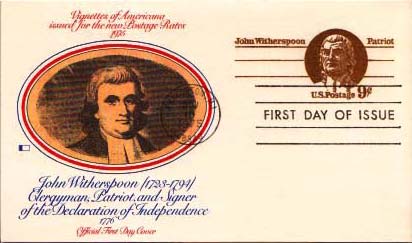 Vignettes of Americana
issued for the new Postage Rates
1975
John Witherspoon Patriot
U.S. Postage 9¢
FIRST DAY OF ISSUE
John Witherspoon (1723-1794)
Clergyman, Patriot, and Signer
of the Declaration of Independence
1776
Official First Day Cover